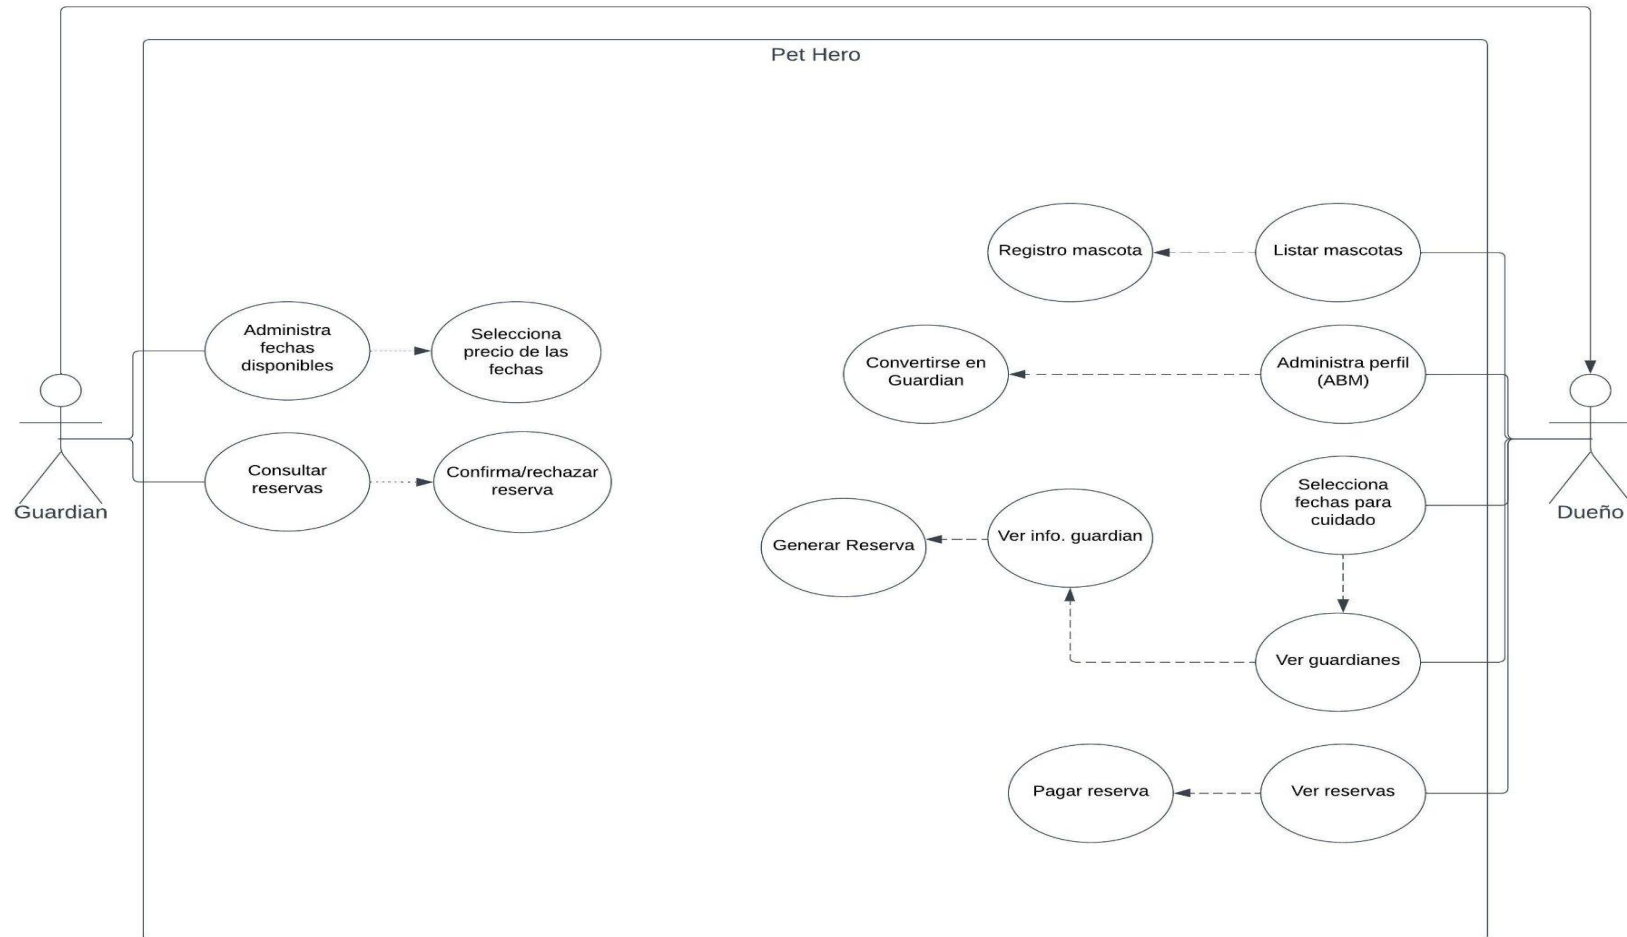 Pet Hero
Registro mascota
Listar mascotas
Administra
fechas
disponibles
Selecciona
precio de las
fechas
Convertirse en
Guardian
Administra perfil
(ABM)
Consultar
reservas
Confirma/rechazar
reserva
Selecciona
fechas para
cuidado
Guardian
Dueño
Generar Reserva
Ver info. guardian
Ver guardianes
Pagar reserva
Ver reservas